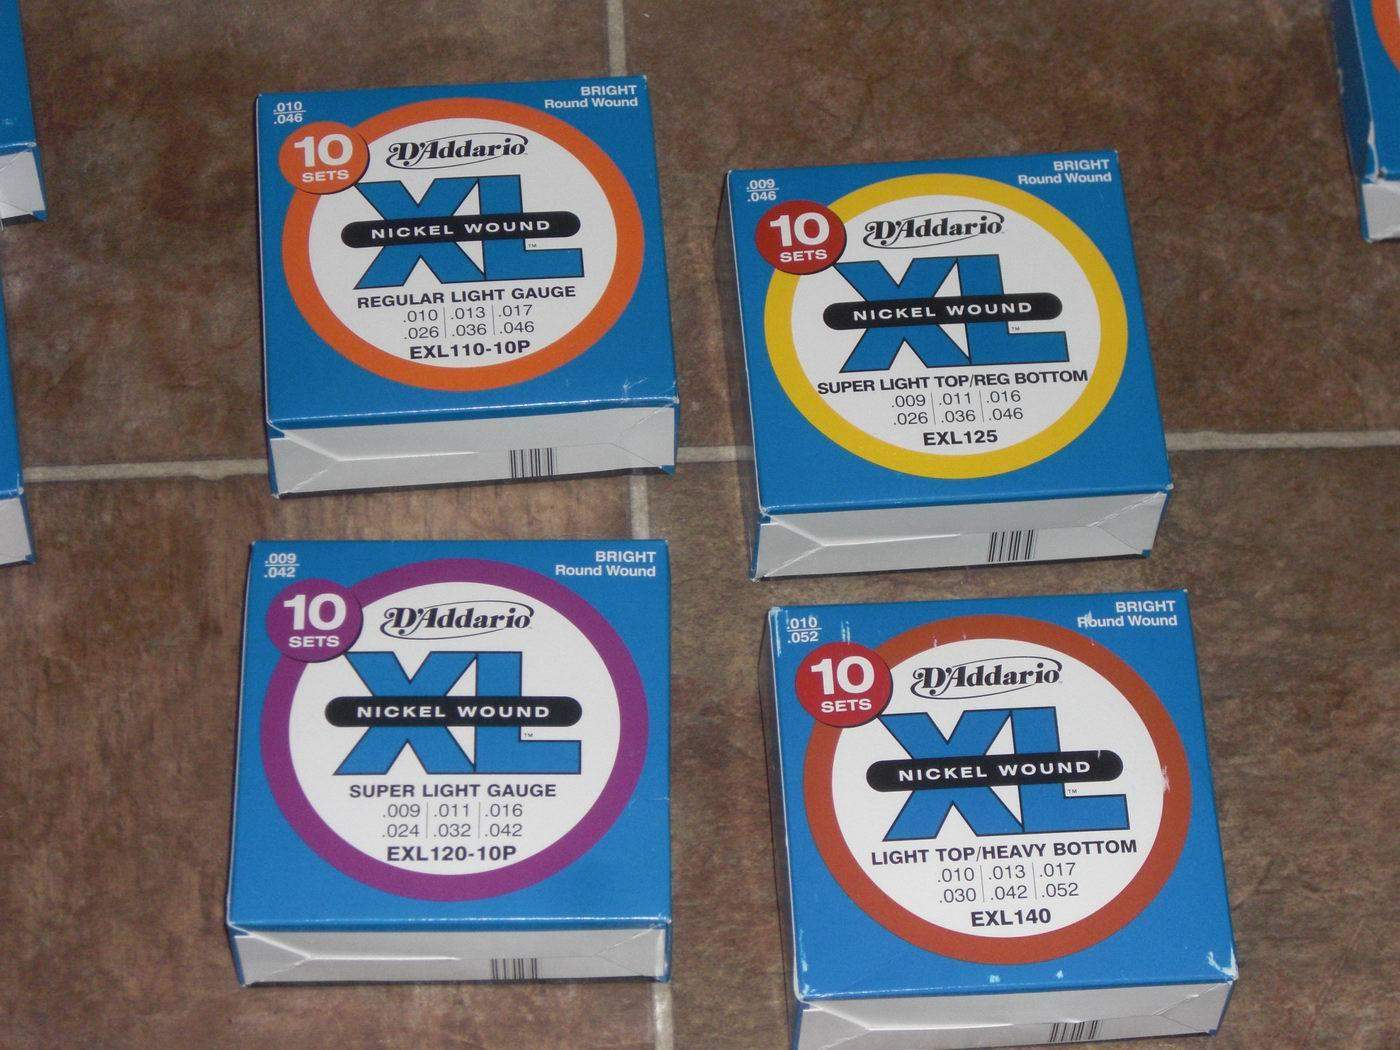 .010
.046
BRIGHT
Round Wound
10
SETS
D'Addario
XL
NICKEL WOUND
TM
REGULAR LIGHT GAUGE
.010 .013 .017
.026 .036 .046
EXL110-10P
.009
.046
BRIGHT
Round Wound
10
SETS
D'Addario
XL
NICKEL WOUND
TM
SUPER LIGHT TOP/REG BOTTOM
.009 .011 .016
.026 .036 .046
EXL125
.009
.042
BRIGHT
Round Wound
10
SETS
D'Addario
XL
NICKEL WOUND
TM
SUPER LIGHT GAUGE
.009 .011 .016
.024 .032 .042
EXL120-10P
.010
.052
BRIGHT
Round Wound
10
SETS
D'Addario
XL
NICKEL WOUND
TM
LIGHT TOP/HEAVY BOTTOM
.010 .013 .017
.030 .042 .052
EXL140